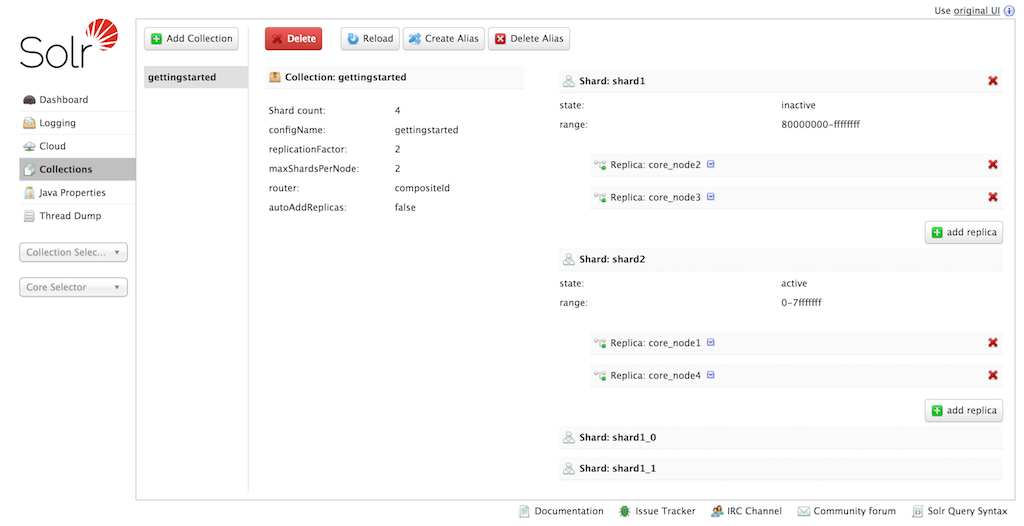 Use original UI
Solr
Add Collection
Delete
Reload
Create Alias
Delete Alias
gettingstarted
Dashboard
Logging
Cloud
Collections
Java Properties
Thread Dump
Collection Selec...
Core Selector
Collection: gettingstarted
Shard count: 4
configName: gettingstarted
replicationFactor: 2
maxShardsPerNode: 2
router: compositeId
autoAddReplicas: false
Shard: shard1
state: inactive
range: 80000000-ffffffff
Replica: core_node2
Replica: core_node3
add replica
Shard: shard2
state: active
range: 0-7fffffff
Replica: core_node1
Replica: core_node4
add replica
Shard: shard1_0
Shard: shard1_1
Documentation
Issue Tracker
IRC Channel
Community forum
Solr Query Syntax